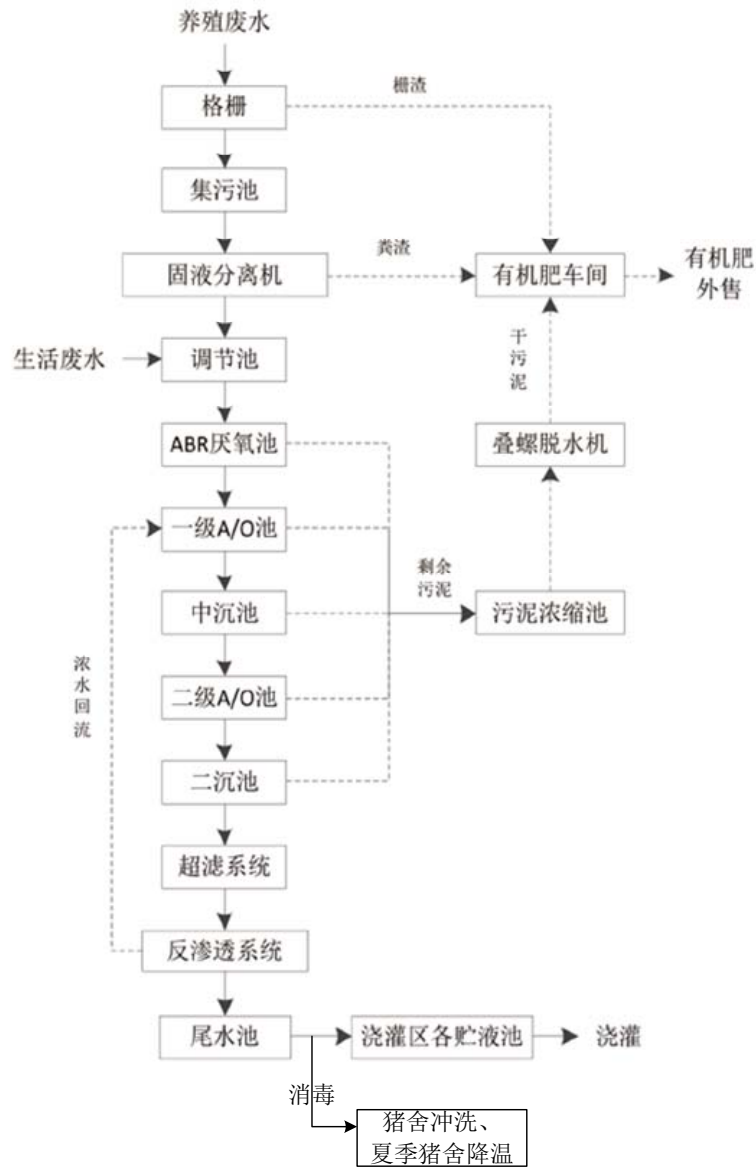 养殖废水
格栅
栅渣
集污池
固液分离机
粪渣
有机肥车间
有机肥
外售
生活废水
调节池
干
污
泥
ABR厌氧池
叠螺脱水机
一级A/O池
剩余
污泥
中沉池
污泥浓缩池
浓
水
回
流
二级A/O池
二沉池
超滤系统
反渗透系统
尾水池
浇灌区各贮液池
浇灌
消毒
猪舍冲洗、
夏季猪舍降温